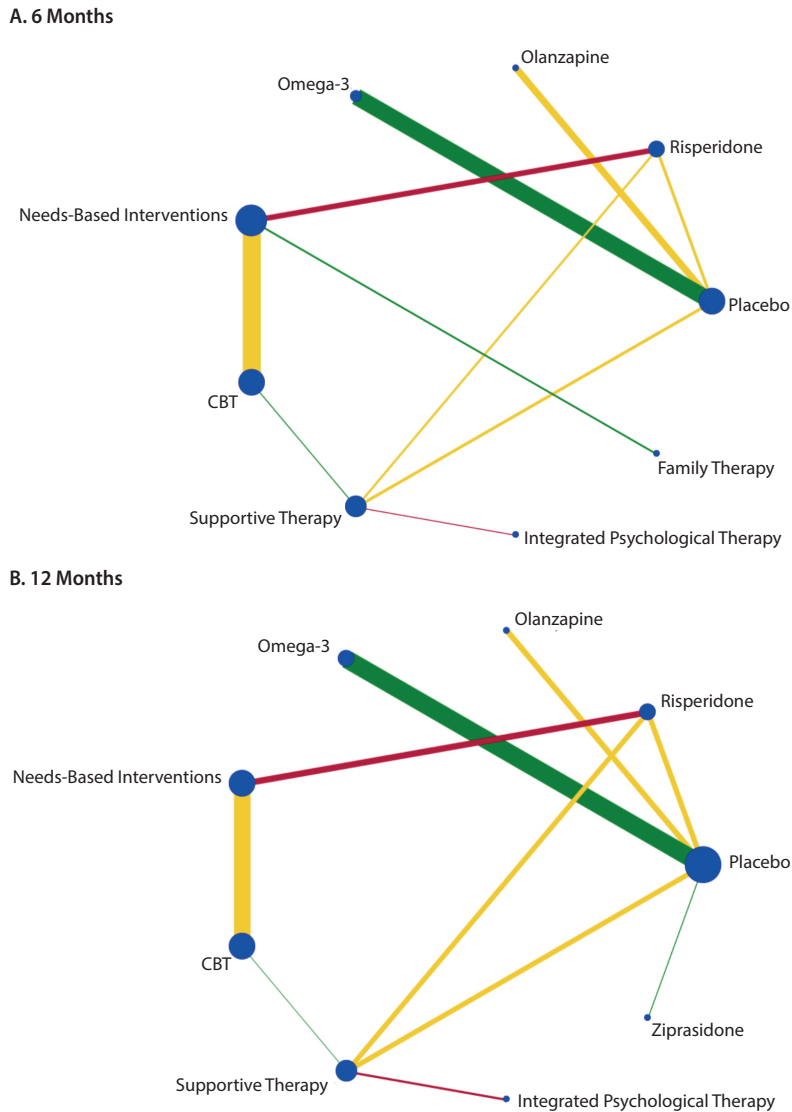 A. 6 Months
Olanzapine
Omega-3
Risperidone
Needs-Based Interventions
Placebo
CBT
Family Therapy
Supportive Therapy
Integrated Psychological Therapy
B. 12 Months
Olanzapine
Omega-3
Risperidone
Needs-Based Interventions
Placebo
CBT
Ziprasidone
Supportive Therapy
Integrated Psychological Therapy